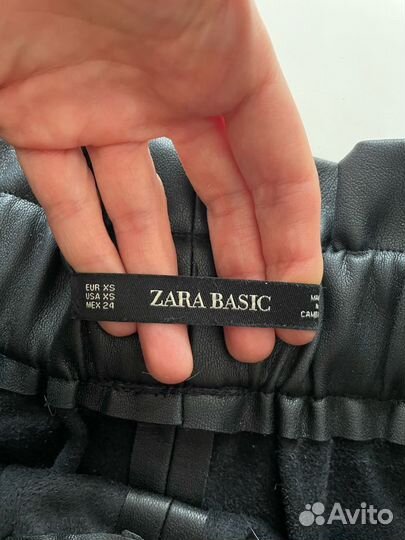 EUR XS
USA XS
MEX 24
ZARA BASIC
Avito